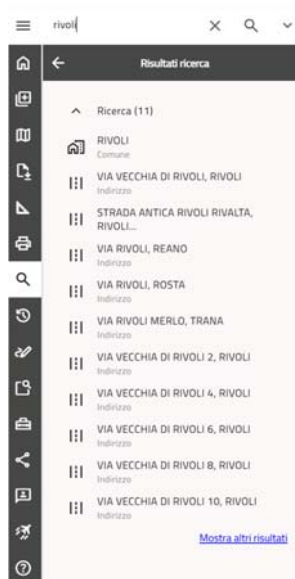 rivoli
Risultati ricerca
Ricerca (11)
RIVOLI
Comune
VIA VECCHIA DI RIVOLI, RIVOLI
Indirizzo
STRADA ANTICA RIVOLI RIVALTA,
RIVOLI...
Indirizzo
VIA RIVOLI, REANO
Indirizzo
VIA RIVOLI, ROSTA
Indirizzo
VIA RIVOLI MERLO, TRANA
Indirizzo
VIA VECCHIA DI RIVOLI 2, RIVOLI
Indirizzo
VIA VECCHIA DI RIVOLI 4, RIVOLI
Indirizzo
VIA VECCHIA DI RIVOLI 6, RIVOLI
Indirizzo
VIA VECCHIA DI RIVOLI 8, RIVOLI
Indirizzo
VIA VECCHIA DI RIVOLI 10, RIVOLI
Indirizzo
Mostra altri risultati